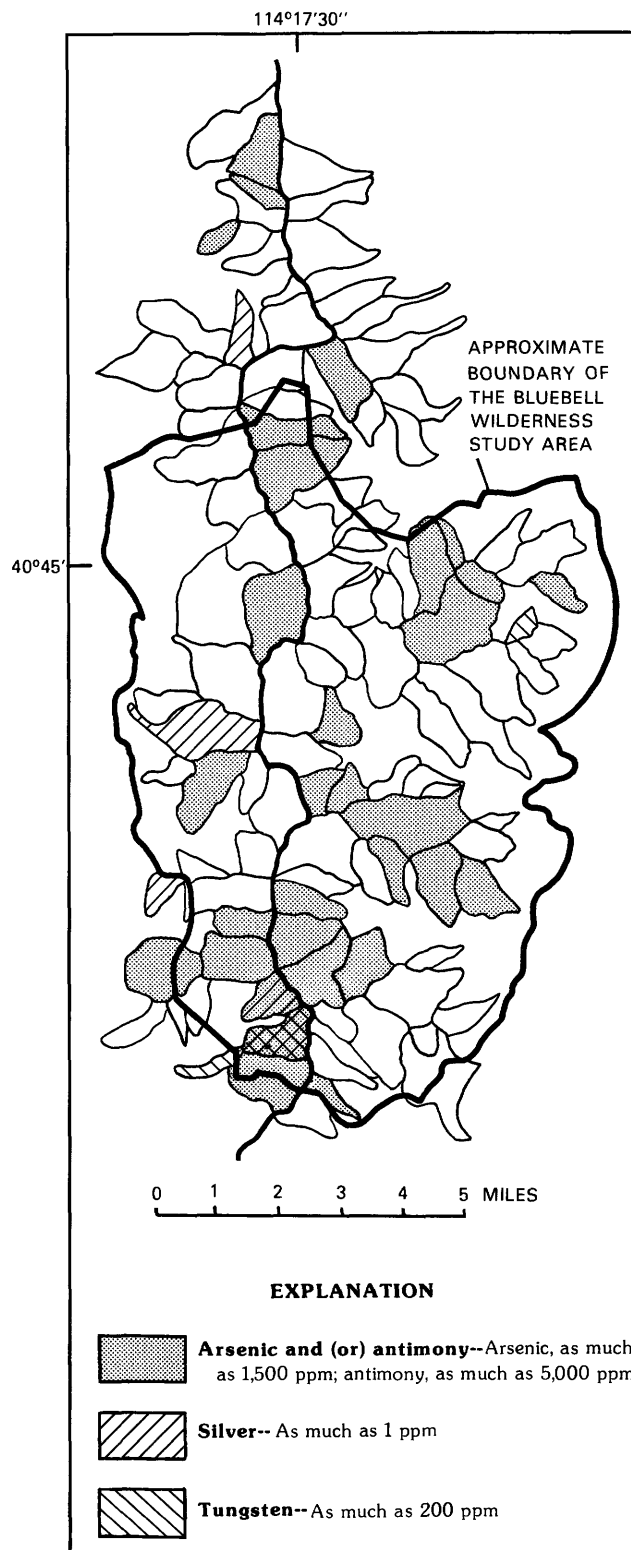 114°17'30''
APPROXIMATE
BOUNDARY OF
THE BLUEBELL
WILDERNESS
STUDY AREA
40°45'
0 1 2 3 4 5 MILES
EXPLANATION
Arsenic and (or) antimony--Arsenic, as much
as 1,500 ppm; antimony, as much as 5,000 ppm
Silver-- As much as 1 ppm
Tungsten--As much as 200 ppm